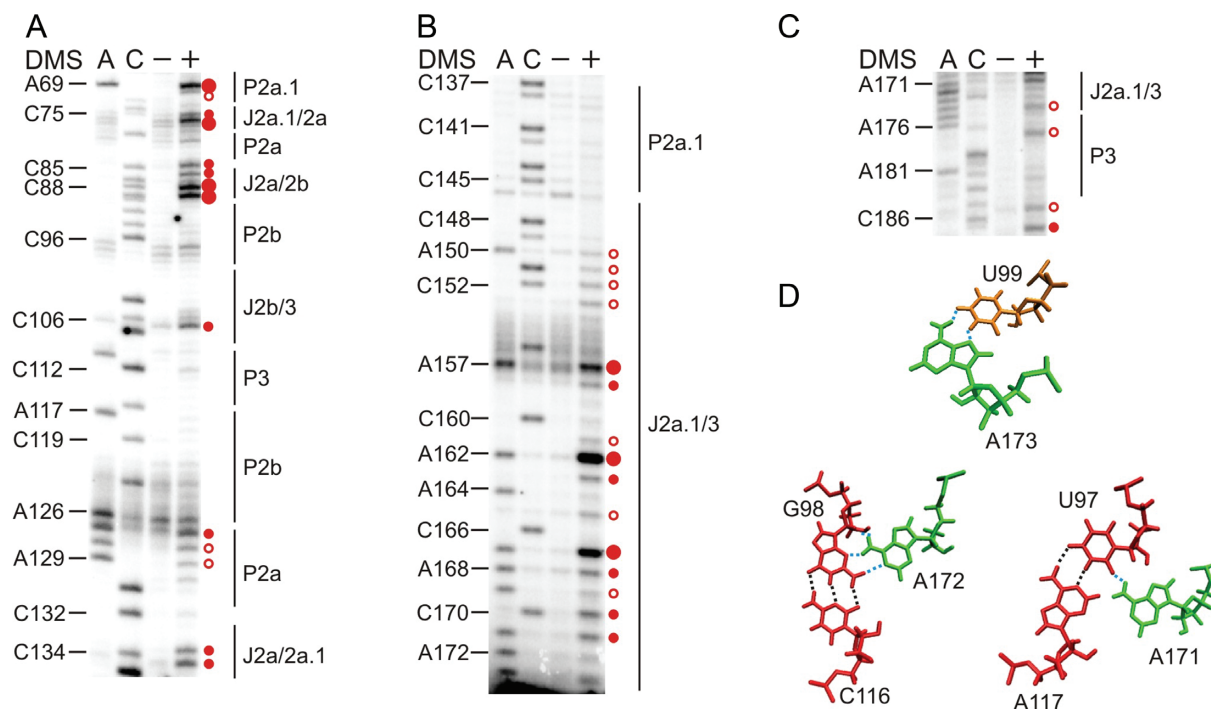 A
DMS A C − +
A69
C75
C85
C88
C96
C106
C112
A117
C119
A126
A129
C132
C134
P2a.1
J2a.1/2a
P2a
J2a/2b
P2b
J2b/3
P3
P2b
P2a
J2a/2a.1
B
DMS A C − +
C137
C141
C145
C148
A150
C152
A157
C160
A162
A164
C166
A168
C170
A172
P2a.1
J2a.1/3
C
DMS A C − +
A171
A176
A181
C186
J2a.1/3
P3
D
U99
A173
G98
A172
C116
U97
A171
A117